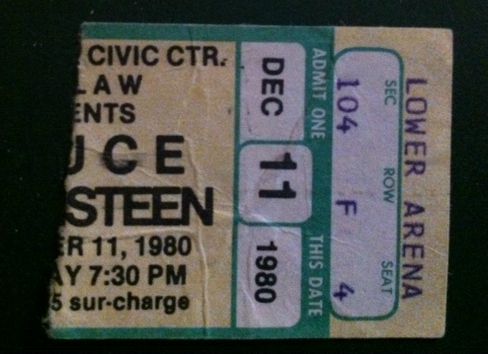 CIVIC CTR.
LAW
ENTS
UCE
STEEN
ER 11, 1980
AY 7:30 PM
5 sur-charge
DEC
11
1980
ADMIT ONE
THIS DATE
SEC ROW SEAT
104 F 4
LOWER ARENA